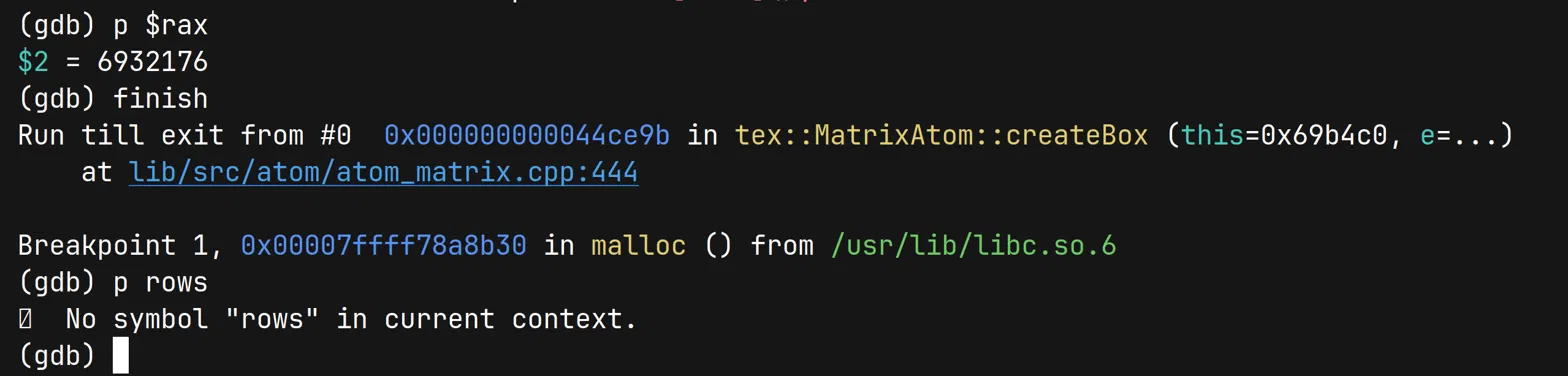 (gdb) p $rax
$2 = 6932176
(gdb) finish
Run till exit from #0  0x000000000044ce9b in tex::MatrixAtom::createBox (this=0x69b4c0, e=...)
    at lib/src/atom/atom_matrix.cpp:444

Breakpoint 1, 0x00007ffff78a8b30 in malloc () from /usr/lib/libc.so.6
(gdb) p rows
No symbol "rows" in current context.
(gdb)